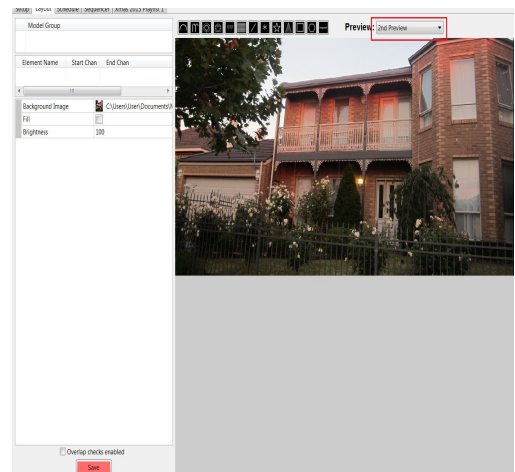 Setup Layout Schedule Sequencer Xmas 2015 Playlist 1
Model Group
Preview: 2nd Preview
Element Name Start Chan End Chan
Background Image C:\Users\User\Documents\
Fill
Brightness 100
Overlap checks enabled
Save